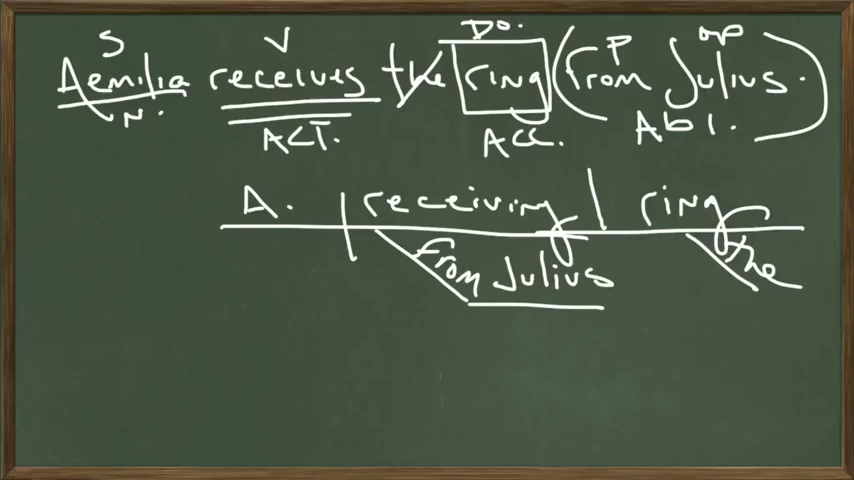 S V DO. P op
Aemilia receives the ring (from Julius.)
N. ACT. Acc. Abl.
A. receiving ring
from Julius the